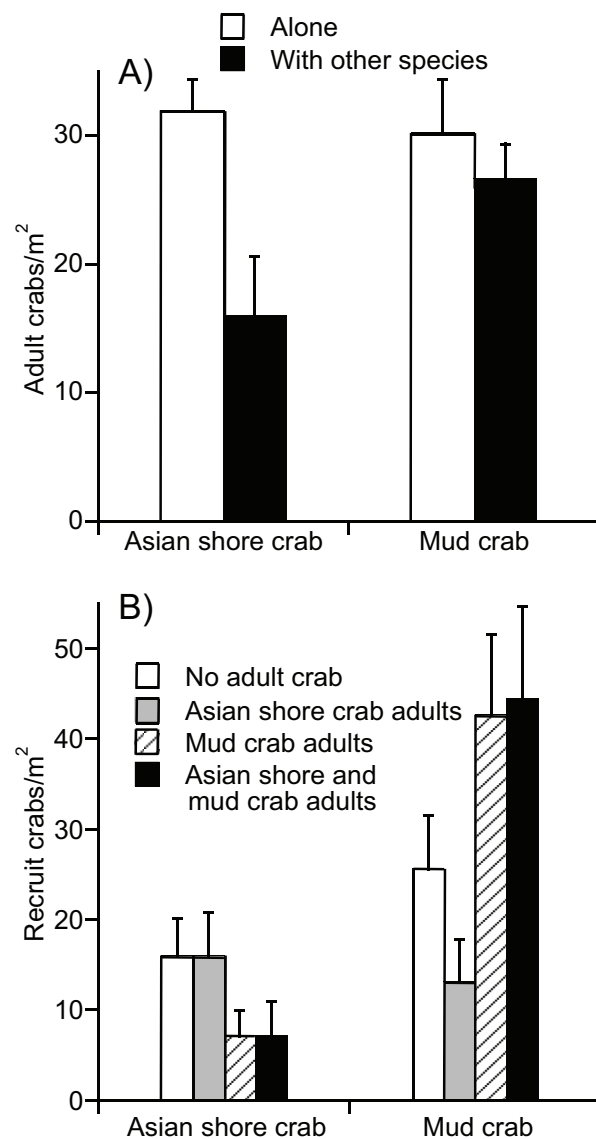 Alone
With other species
A)
30
20
10
0
Adult crabs/m²
Asian shore crab
Mud crab
B)
No adult crab
Asian shore crab adults
Mud crab adults
Asian shore and
mud crab adults
50
40
30
20
10
0
Recruit crabs/m²
Asian shore crab
Mud crab